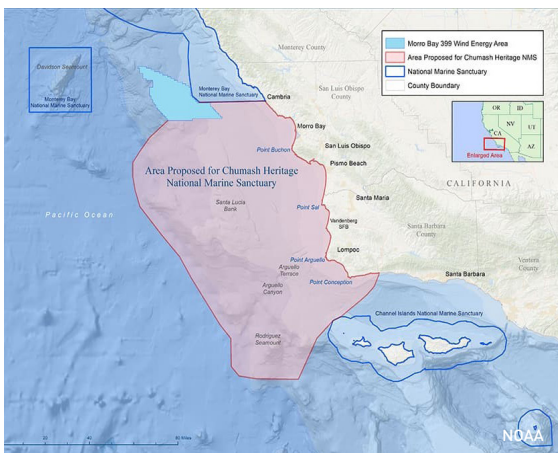 Morro Bay 399 Wind Energy Area
Area Proposed for Chumash Heritage NMS
National Marine Sanctuary
County Boundary
OR
ID
NV
UT
CA
AZ
Enlarged Area
Davidson Seamount
Monterey Bay
National Marine Sanctuary
Monterey County
Monterey Bay
National Marine Sanctuary
Cambria
San Luis Obispo
County
Morro Bay
Point Buchon
San Luis Obispo
Pismo Beach
Area Proposed for Chumash Heritage
National Marine Sanctuary
CALIFORNIA
Santa Lucia
Bank
Santa Maria
Point Sal
Pacific Ocean
Vandenberg
SFB
Santa Barbara
County
Lompoc
Point Arguello
Arguello
Terrace
Ventura
County
Point Conception
Santa Barbara
Arguello
Canyon
Channel Islands National Marine Sanctuary
Rodriguez
Seamount
NOAA
20
40
80 Miles